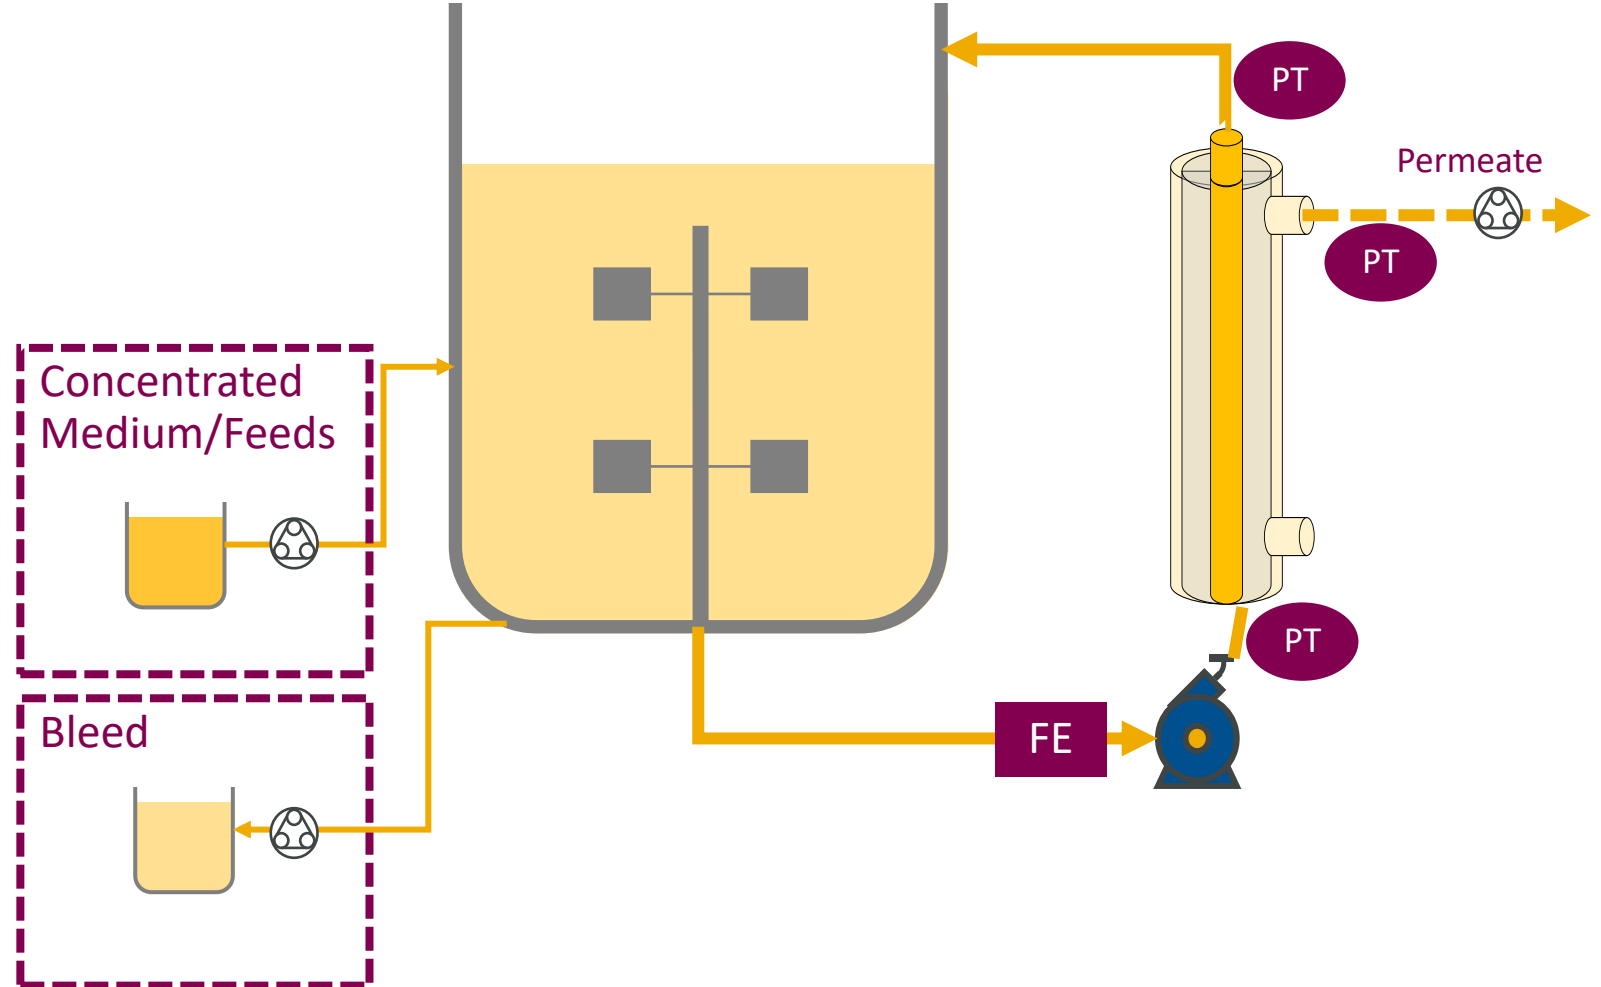 PT
Permeate
PT
Concentrated
Medium/Feeds
PT
FE
Bleed